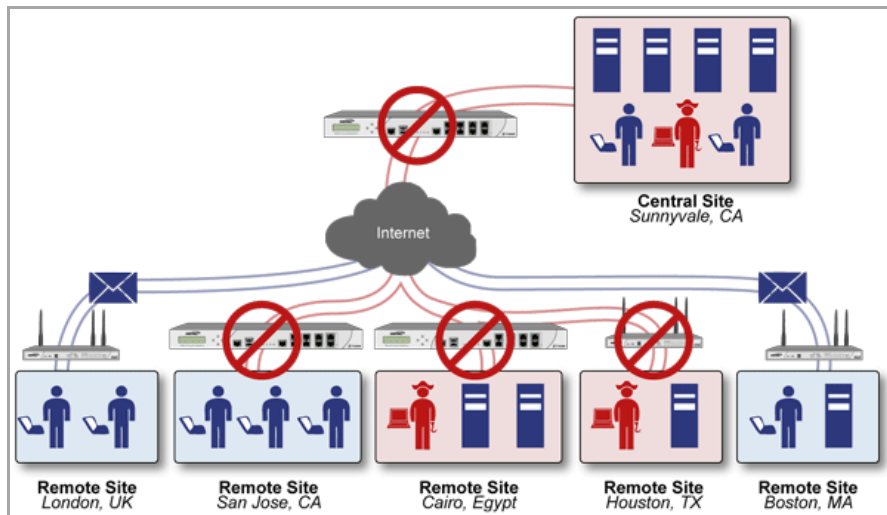 Central Site
Sunnyvale, CA
Internet
Remote Site
London, UK
Remote Site
San Jose, CA
Remote Site
Cairo, Egypt
Remote Site
Houston, TX
Remote Site
Boston, MA